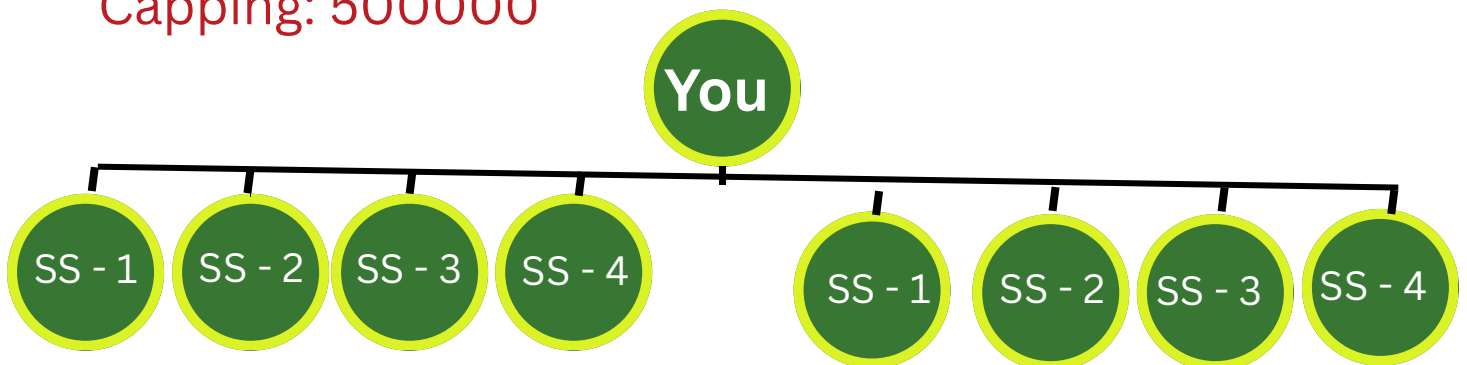 Capping: 500000
You
SS - 1 SS - 2 SS - 3 SS - 4 SS - 1 SS - 2 SS - 3 SS - 4